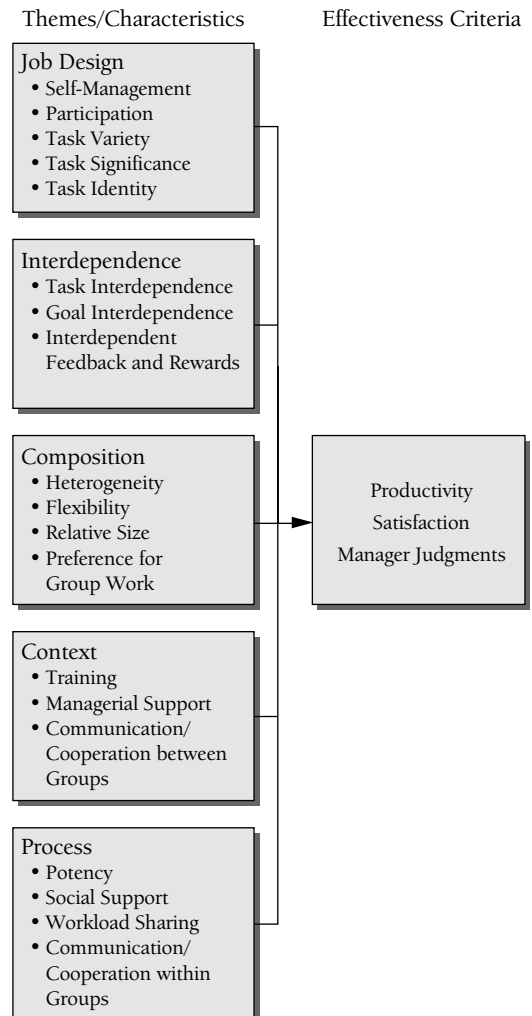 Themes/Characteristics
Effectiveness Criteria
Job Design
• Self-Management
• Participation
• Task Variety
• Task Significance
• Task Identity
Interdependence
• Task Interdependence
• Goal Interdependence
• Interdependent
Feedback and Rewards
Composition
• Heterogeneity
• Flexibility
• Relative Size
• Preference for
Group Work
Productivity
Satisfaction
Manager Judgments
Context
• Training
• Managerial Support
• Communication/
Cooperation between
Groups
Process
• Potency
• Social Support
• Workload Sharing
• Communication/
Cooperation within
Groups